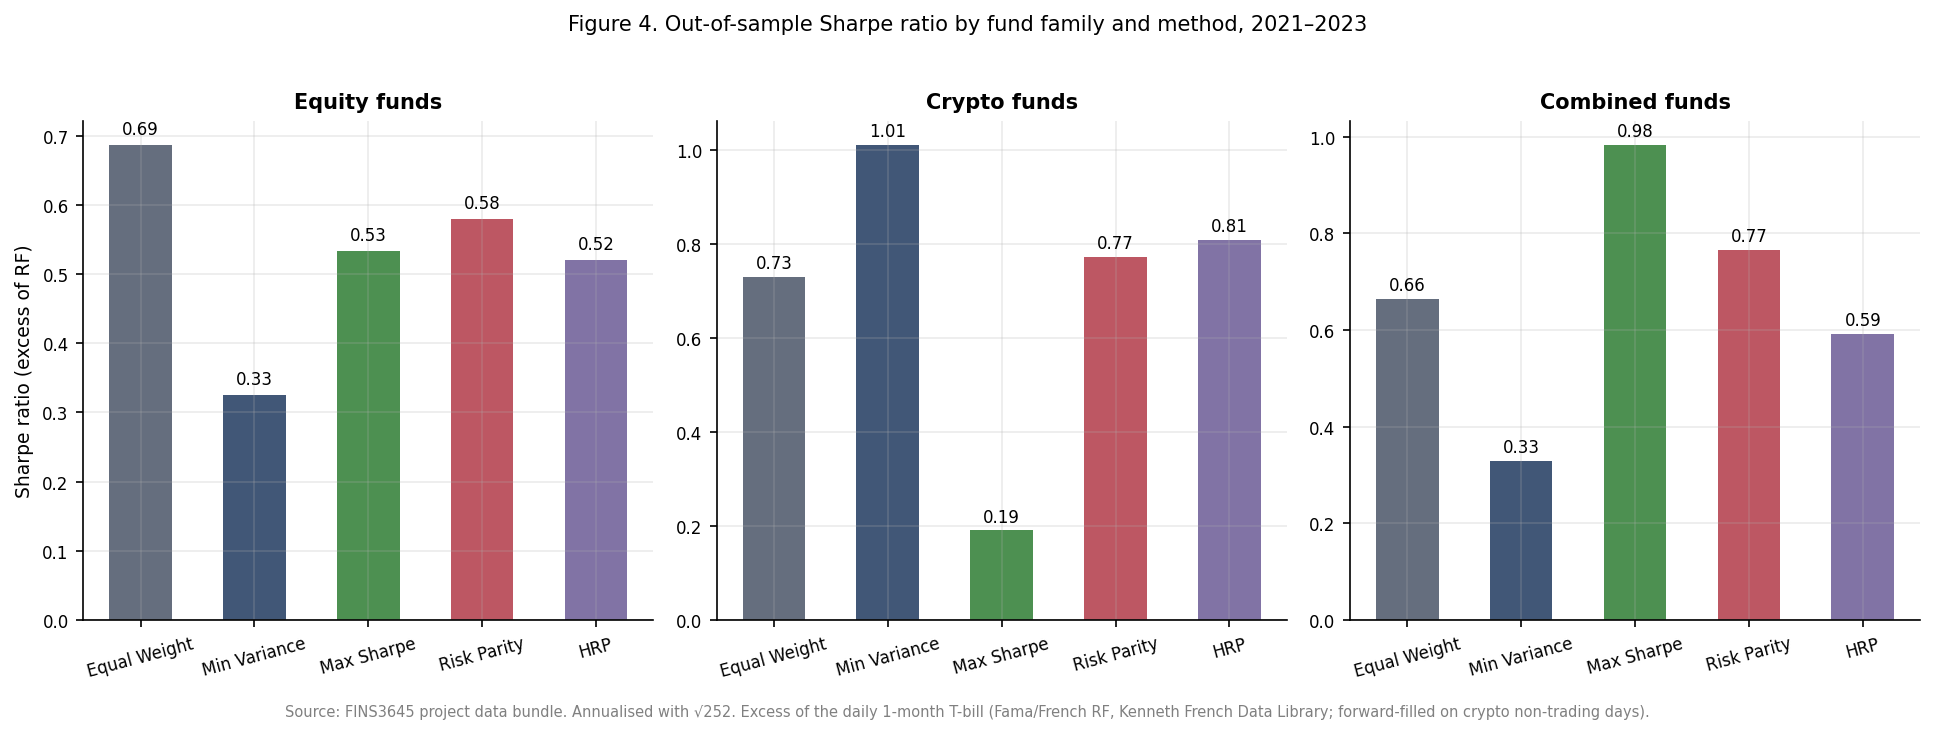 Figure 4. Out-of-sample Sharpe ratio by fund family and method, 2021–2023
Equity funds
Sharpe ratio (excess of RF)
0.7
0.6
0.5
0.4
0.3
0.2
0.1
0.0
0.69
0.33
0.53
0.58
0.52
Equal Weight
Min Variance
Max Sharpe
Risk Parity
HRP
Crypto funds
1.0
0.8
0.6
0.4
0.2
0.0
0.73
1.01
0.19
0.77
0.81
Equal Weight
Min Variance
Max Sharpe
Risk Parity
HRP
Combined funds
1.0
0.8
0.6
0.4
0.2
0.0
0.66
0.33
0.98
0.77
0.59
Equal Weight
Min Variance
Max Sharpe
Risk Parity
HRP
Source: FINS3645 project data bundle. Annualised with √252. Excess of the daily 1-month T-bill (Fama/French RF, Kenneth French Data Library; forward-filled on crypto non-trading days).